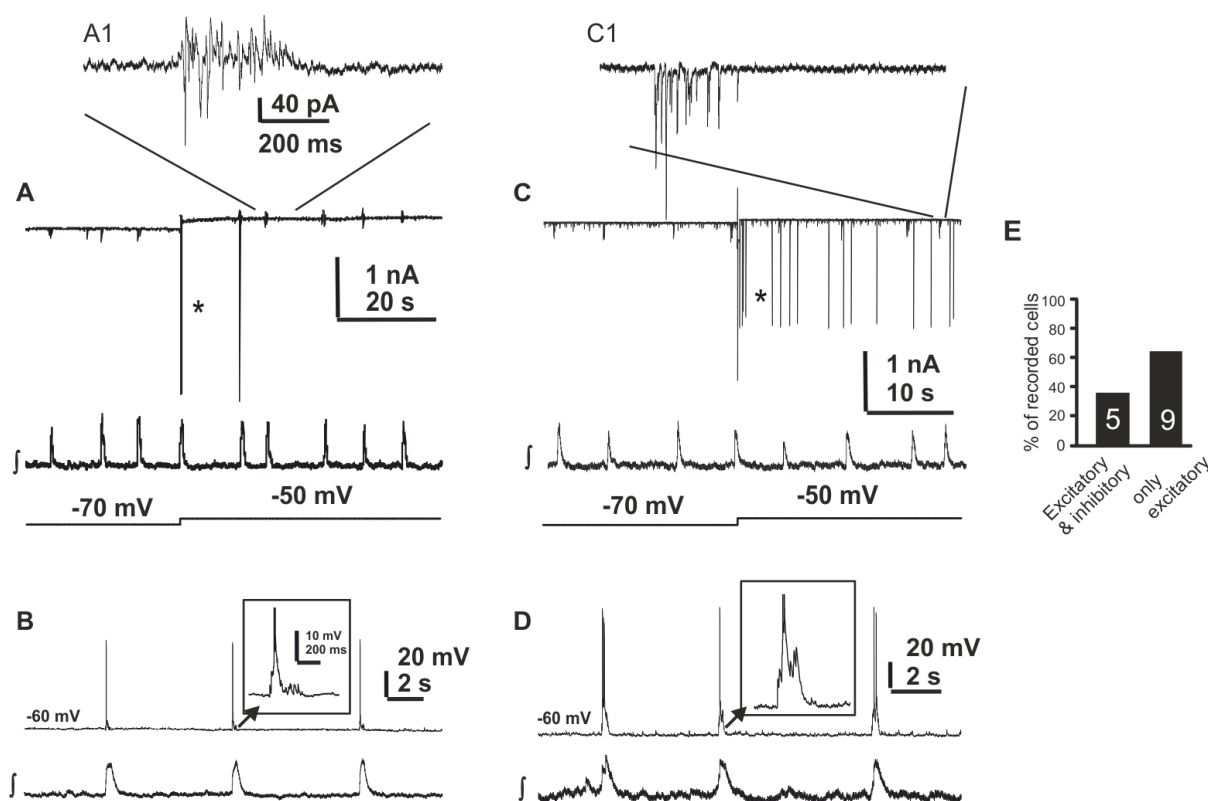 A1
40 pA
200 ms
C1
A
*
1 nA
20 s
∫
-70 mV
-50 mV
C
*
1 nA
10 s
∫
-70 mV
-50 mV
E
% of recorded cells
100
80
60
40
20
0
5
9
Excitatory
& inhibitory
only
excitatory
B
10 mV
200 ms
20 mV
2 s
-60 mV
∫
D
20 mV
2 s
-60 mV
∫